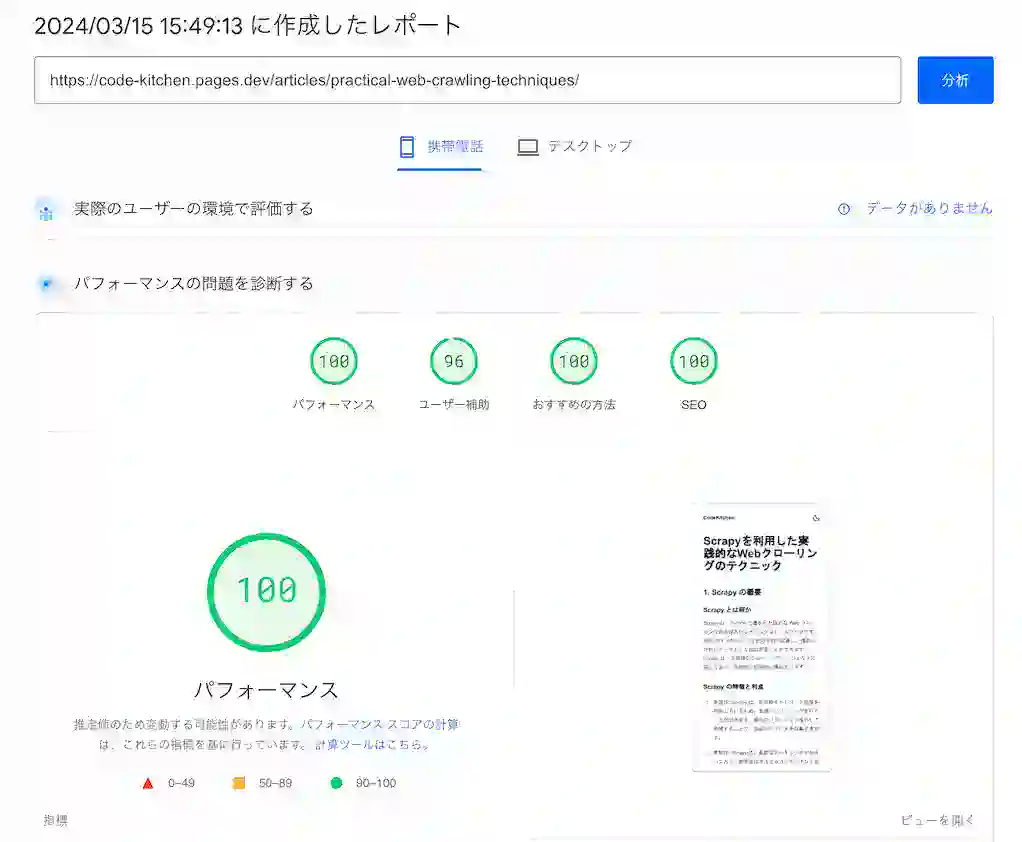 2024/03/15 15:49:13 に作成したレポート
https://code-kitchen.pages.dev/articles/practical-web-crawling-techniques/
分析
携帯電話
デスクトップ
実際のユーザーの環境で評価する
データがありません
パフォーマンスの問題を診断する
100
96
100
100
パフォーマンス
ユーザー補助
おすすめの方法
SEO
100
パフォーマンス
推定値のため変動する可能性があります。パフォーマンス スコアの計算
は、これらの指標を基に行っています。 計算ツールはこちら。
0–49
50–89
90–100
CodeKitchen
Scrapyを利用した実
践的なWebクローリン
グのテクニック
1. Scrapy の概要
Scrapy とは何か
Scrapy の特徴と利点
指標
ビューを開く